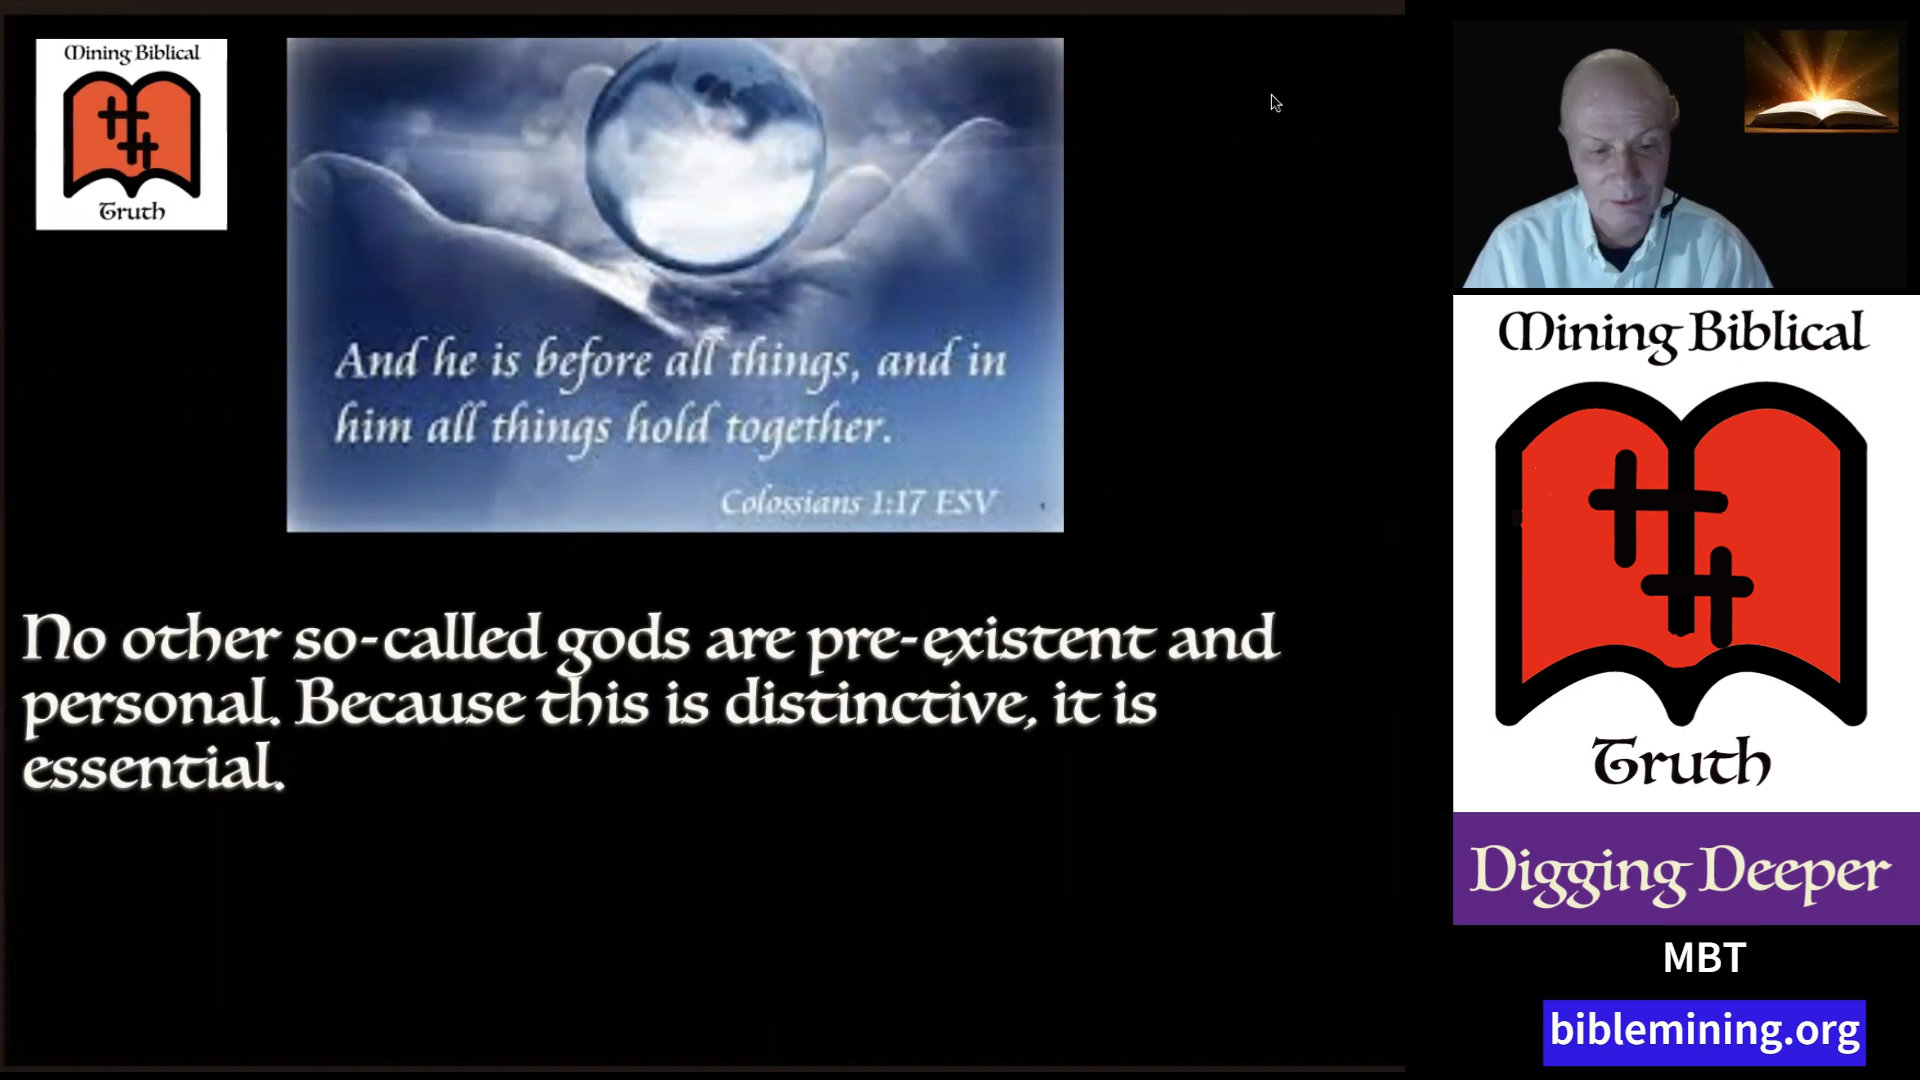 Mining Biblical
Truth
And he is before all things, and in
him all things hold together.
Colossians 1:17 ESV
No other so-called gods are pre-existent and
personal. Because this is distinctive, it is
essential.
Mining Biblical
Truth
Digging Deeper
MBT
biblemining.org